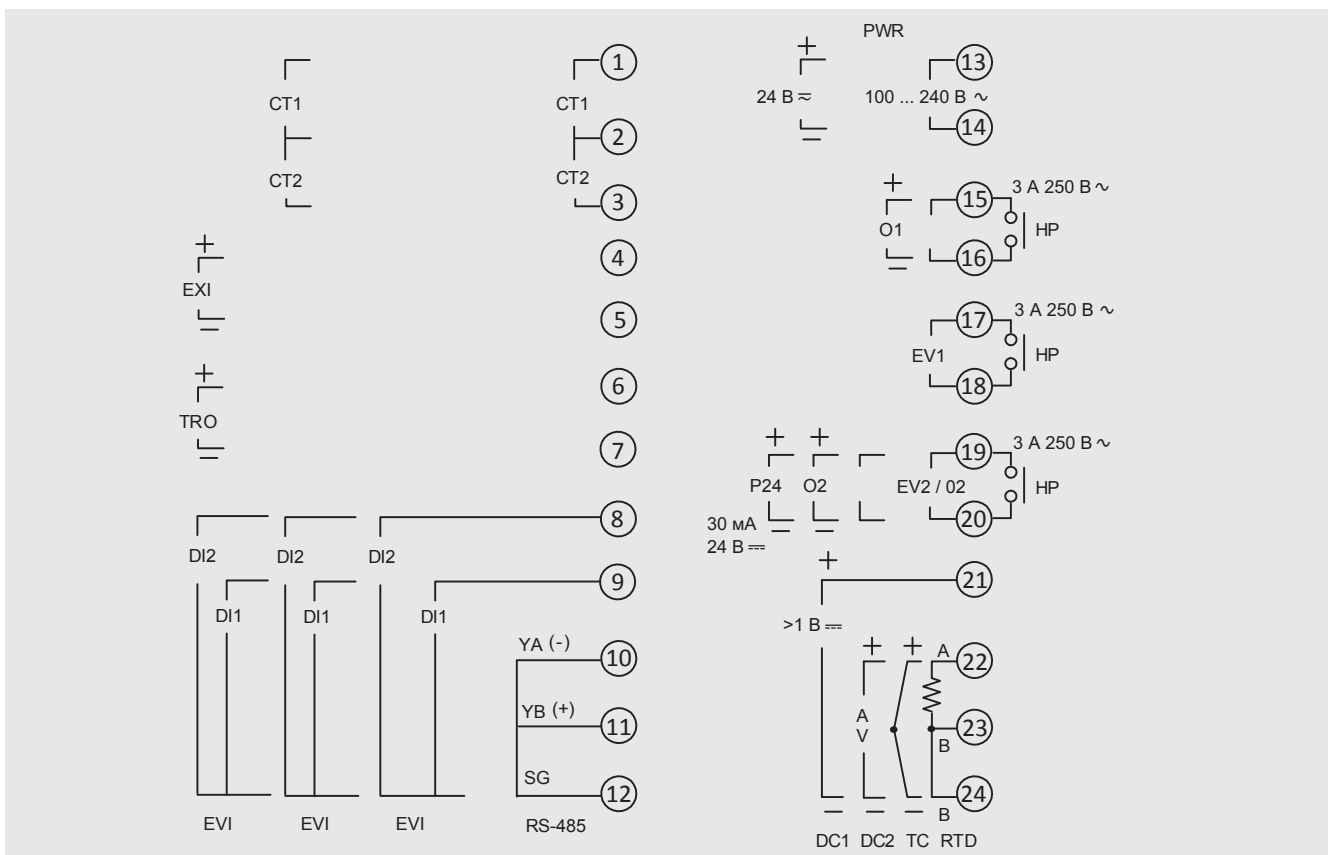 PWR
+
1
13
CT1
CT1
24 В ≂
100 ... 240 В ∿
2
14
CT2
CT2
+
3 А 250 В ∿
3
15
O1
HP
+
4
16
EXI
3 А 250 В ∿
5
17
EV1
HP
+
6
18
TRO
+ +
3 А 250 В ∿
7
19
P24 O2
EV2 / 02
HP
8
30 мА
20
24 В ⎓
DI2 DI2 DI2
+
9
21
DI1 DI1 DI1
>1 В ⎓
YA (-)
+ +
A
10
22
A
V
YB (+)
11
23
B
SG
12
24
B
EVI EVI EVI
RS-485
DC1 DC2 TC RTD